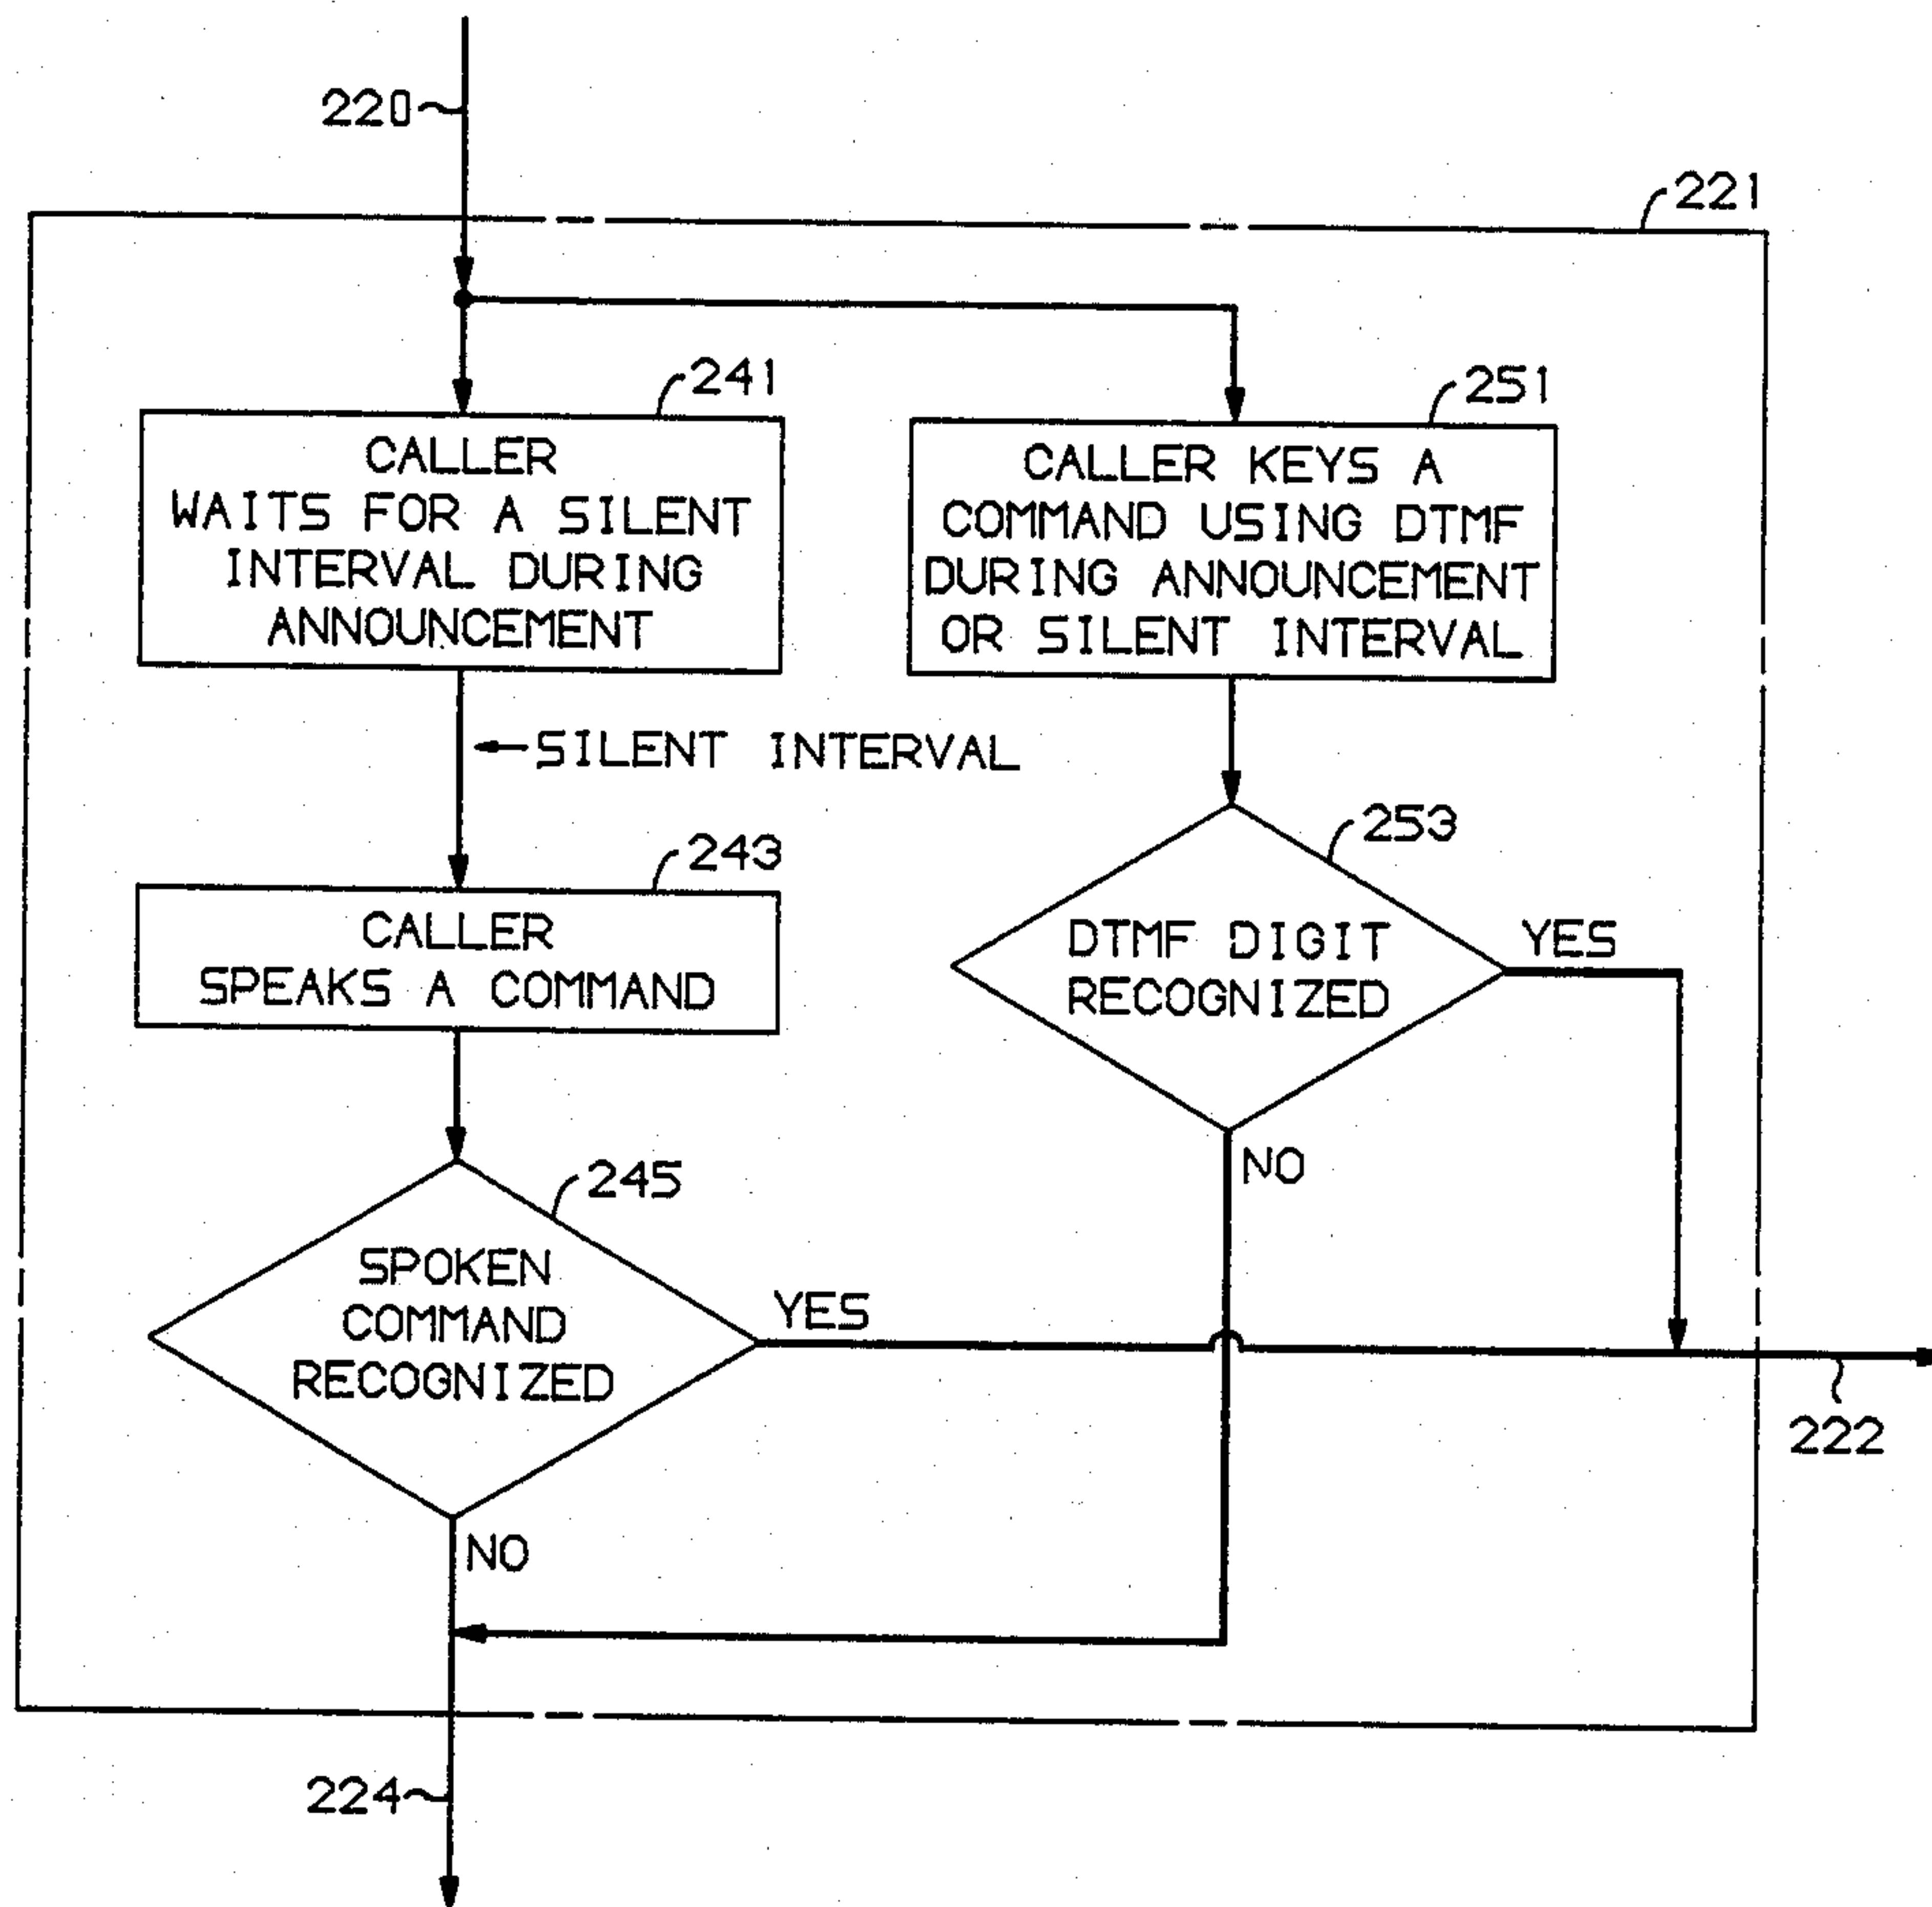 220
221
241
CALLER
WAITS FOR A SILENT
INTERVAL DURING
ANNOUNCEMENT
251
CALLER KEYS A
COMMAND USING DTMF
DURING ANNOUNCEMENT
OR SILENT INTERVAL
SILENT INTERVAL
243
CALLER
SPEAKS A COMMAND
253
DTMF DIGIT
RECOGNIZED
YES
NO
245
SPOKEN
COMMAND
RECOGNIZED
YES
NO
222
224